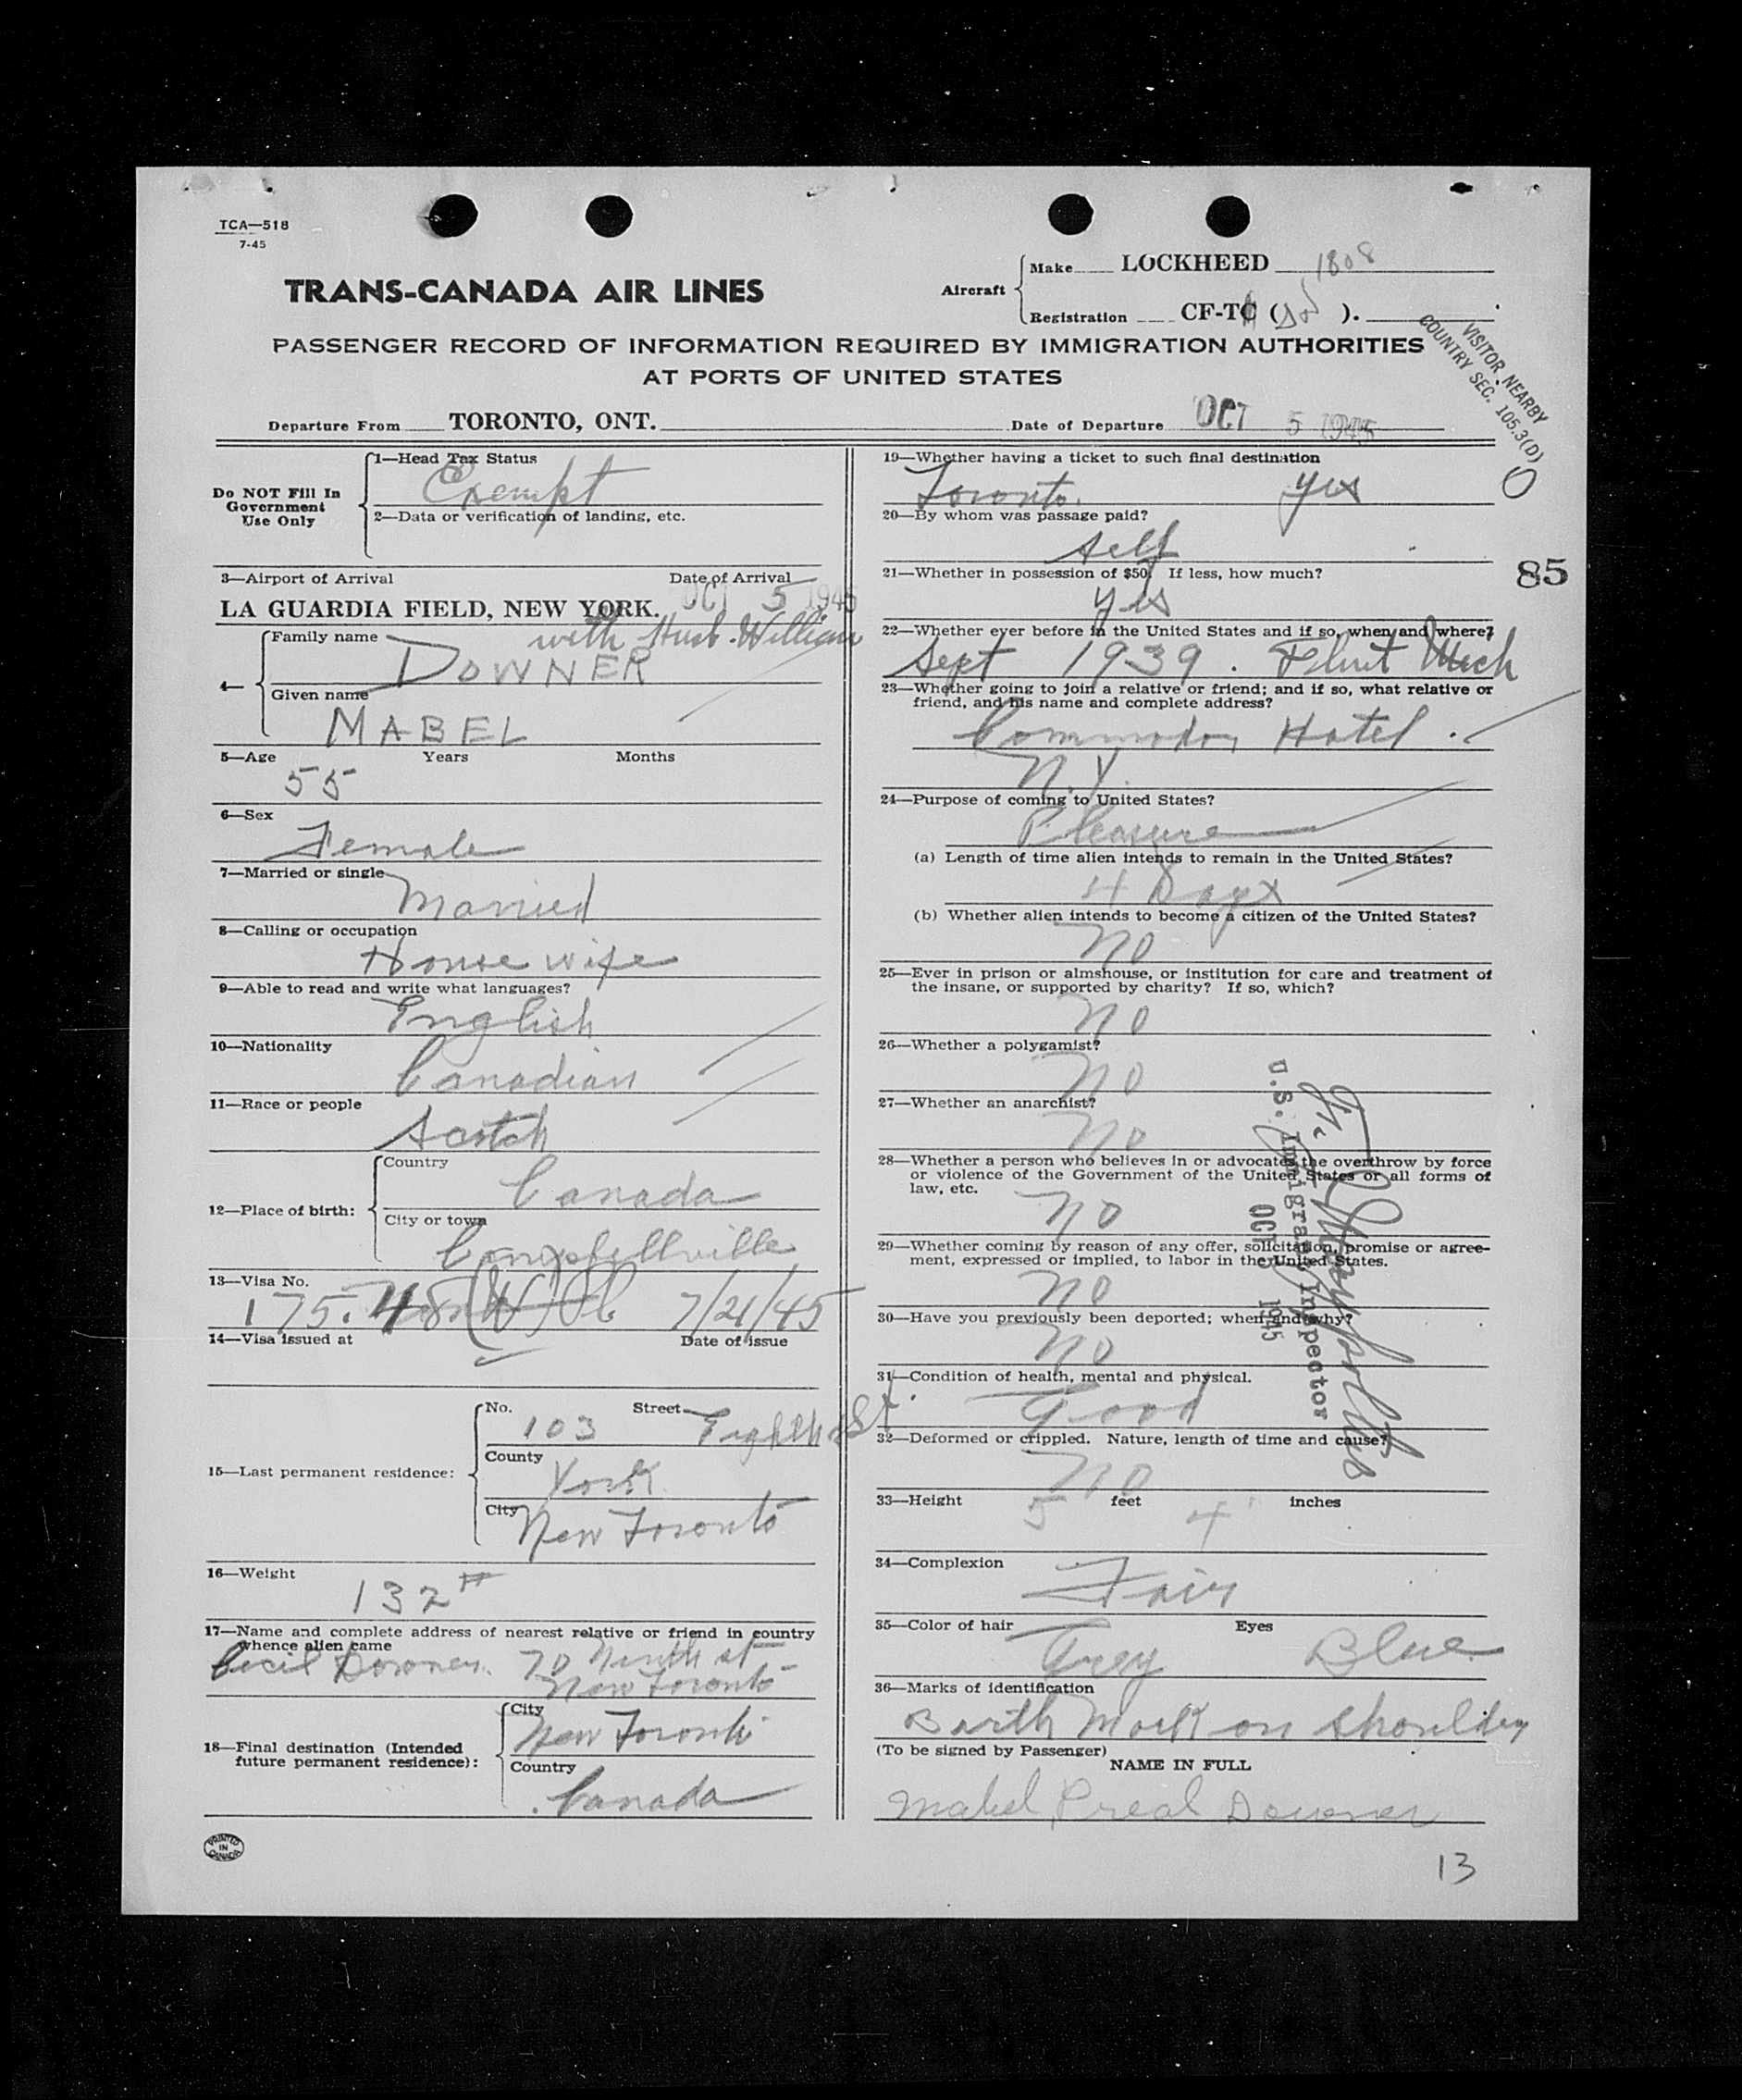 TCA—518
7-45
TRANS-CANADA AIR LINES
Aircraft
Make LOCKHEED 1808
Registration CF-TC ( ).
PASSENGER RECORD OF INFORMATION REQUIRED BY IMMIGRATION AUTHORITIES
AT PORTS OF UNITED STATES
VISITOR NEARBY
COUNTRY SEC. 105.3(D)
Departure From TORONTO, ONT. Date of Departure OCT 5 1945
Do NOT Fill In
Government
Use Only
1—Head Tax Status
Exempt
2—Data or verification of landing, etc.
3—Airport of Arrival Date of Arrival
LA GUARDIA FIELD, NEW YORK. OCT 5 1945
with Husb. William
4— Family name
DOWNER
Given name
MABEL
5—Age Years Months
55
6—Sex
Female
7—Married or single
Married
8—Calling or occupation
House wife
9—Able to read and write what languages?
English
10—Nationality
Canadian
11—Race or people
Scotch
12—Place of birth:
Country
Canada
City or town
Campbellville
13—Visa No.
175. 7/21/45
14—Visa issued at Date of issue
15—Last permanent residence:
No. Street
103 Eighth St.
County
York
City
New Toronto
16—Weight
132 #
17—Name and complete address of nearest relative or friend in country
whence alien came
Cecil Downer. 70 Ninth st
New Toronto
18—Final destination (Intended
future permanent residence):
City
New Toronto
Country
Canada
PRINTED
IN
CANADA
19—Whether having a ticket to such final destination
Toronto. yes
20—By whom was passage paid?
Self
21—Whether in possession of $50. If less, how much?
yes
85
22—Whether ever before in the United States and if so, when and where?
Sept 1939. Flint Mich
23—Whether going to join a relative or friend; and if so, what relative or
friend, and his name and complete address?
Commodor Hotel.
N.Y.
24—Purpose of coming to United States?
Pleasure
(a) Length of time alien intends to remain in the United States?
4 Days
(b) Whether alien intends to become a citizen of the United States?
No
25—Ever in prison or almshouse, or institution for care and treatment of
the insane, or supported by charity? If so, which?
No
26—Whether a polygamist?
No
27—Whether an anarchist?
No
28—Whether a person who believes in or advocates the overthrow by force
or violence of the Government of the United States or all forms of
law, etc.
No
29—Whether coming by reason of any offer, solicitation, promise or agree-
ment, expressed or implied, to labor in the United States.
No
30—Have you previously been deported; when and why?
No
U.S. Immigrant Inspector
OCT 5 1945
31—Condition of health, mental and physical.
Good
32—Deformed or crippled. Nature, length of time and cause?
No
33—Height 5 feet 4 inches
34—Complexion
Fair
35—Color of hair Eyes
Grey Blue
36—Marks of identification
Barth Mark on shoulder
(To be signed by Passenger)
NAME IN FULL
Mabel Downer
13